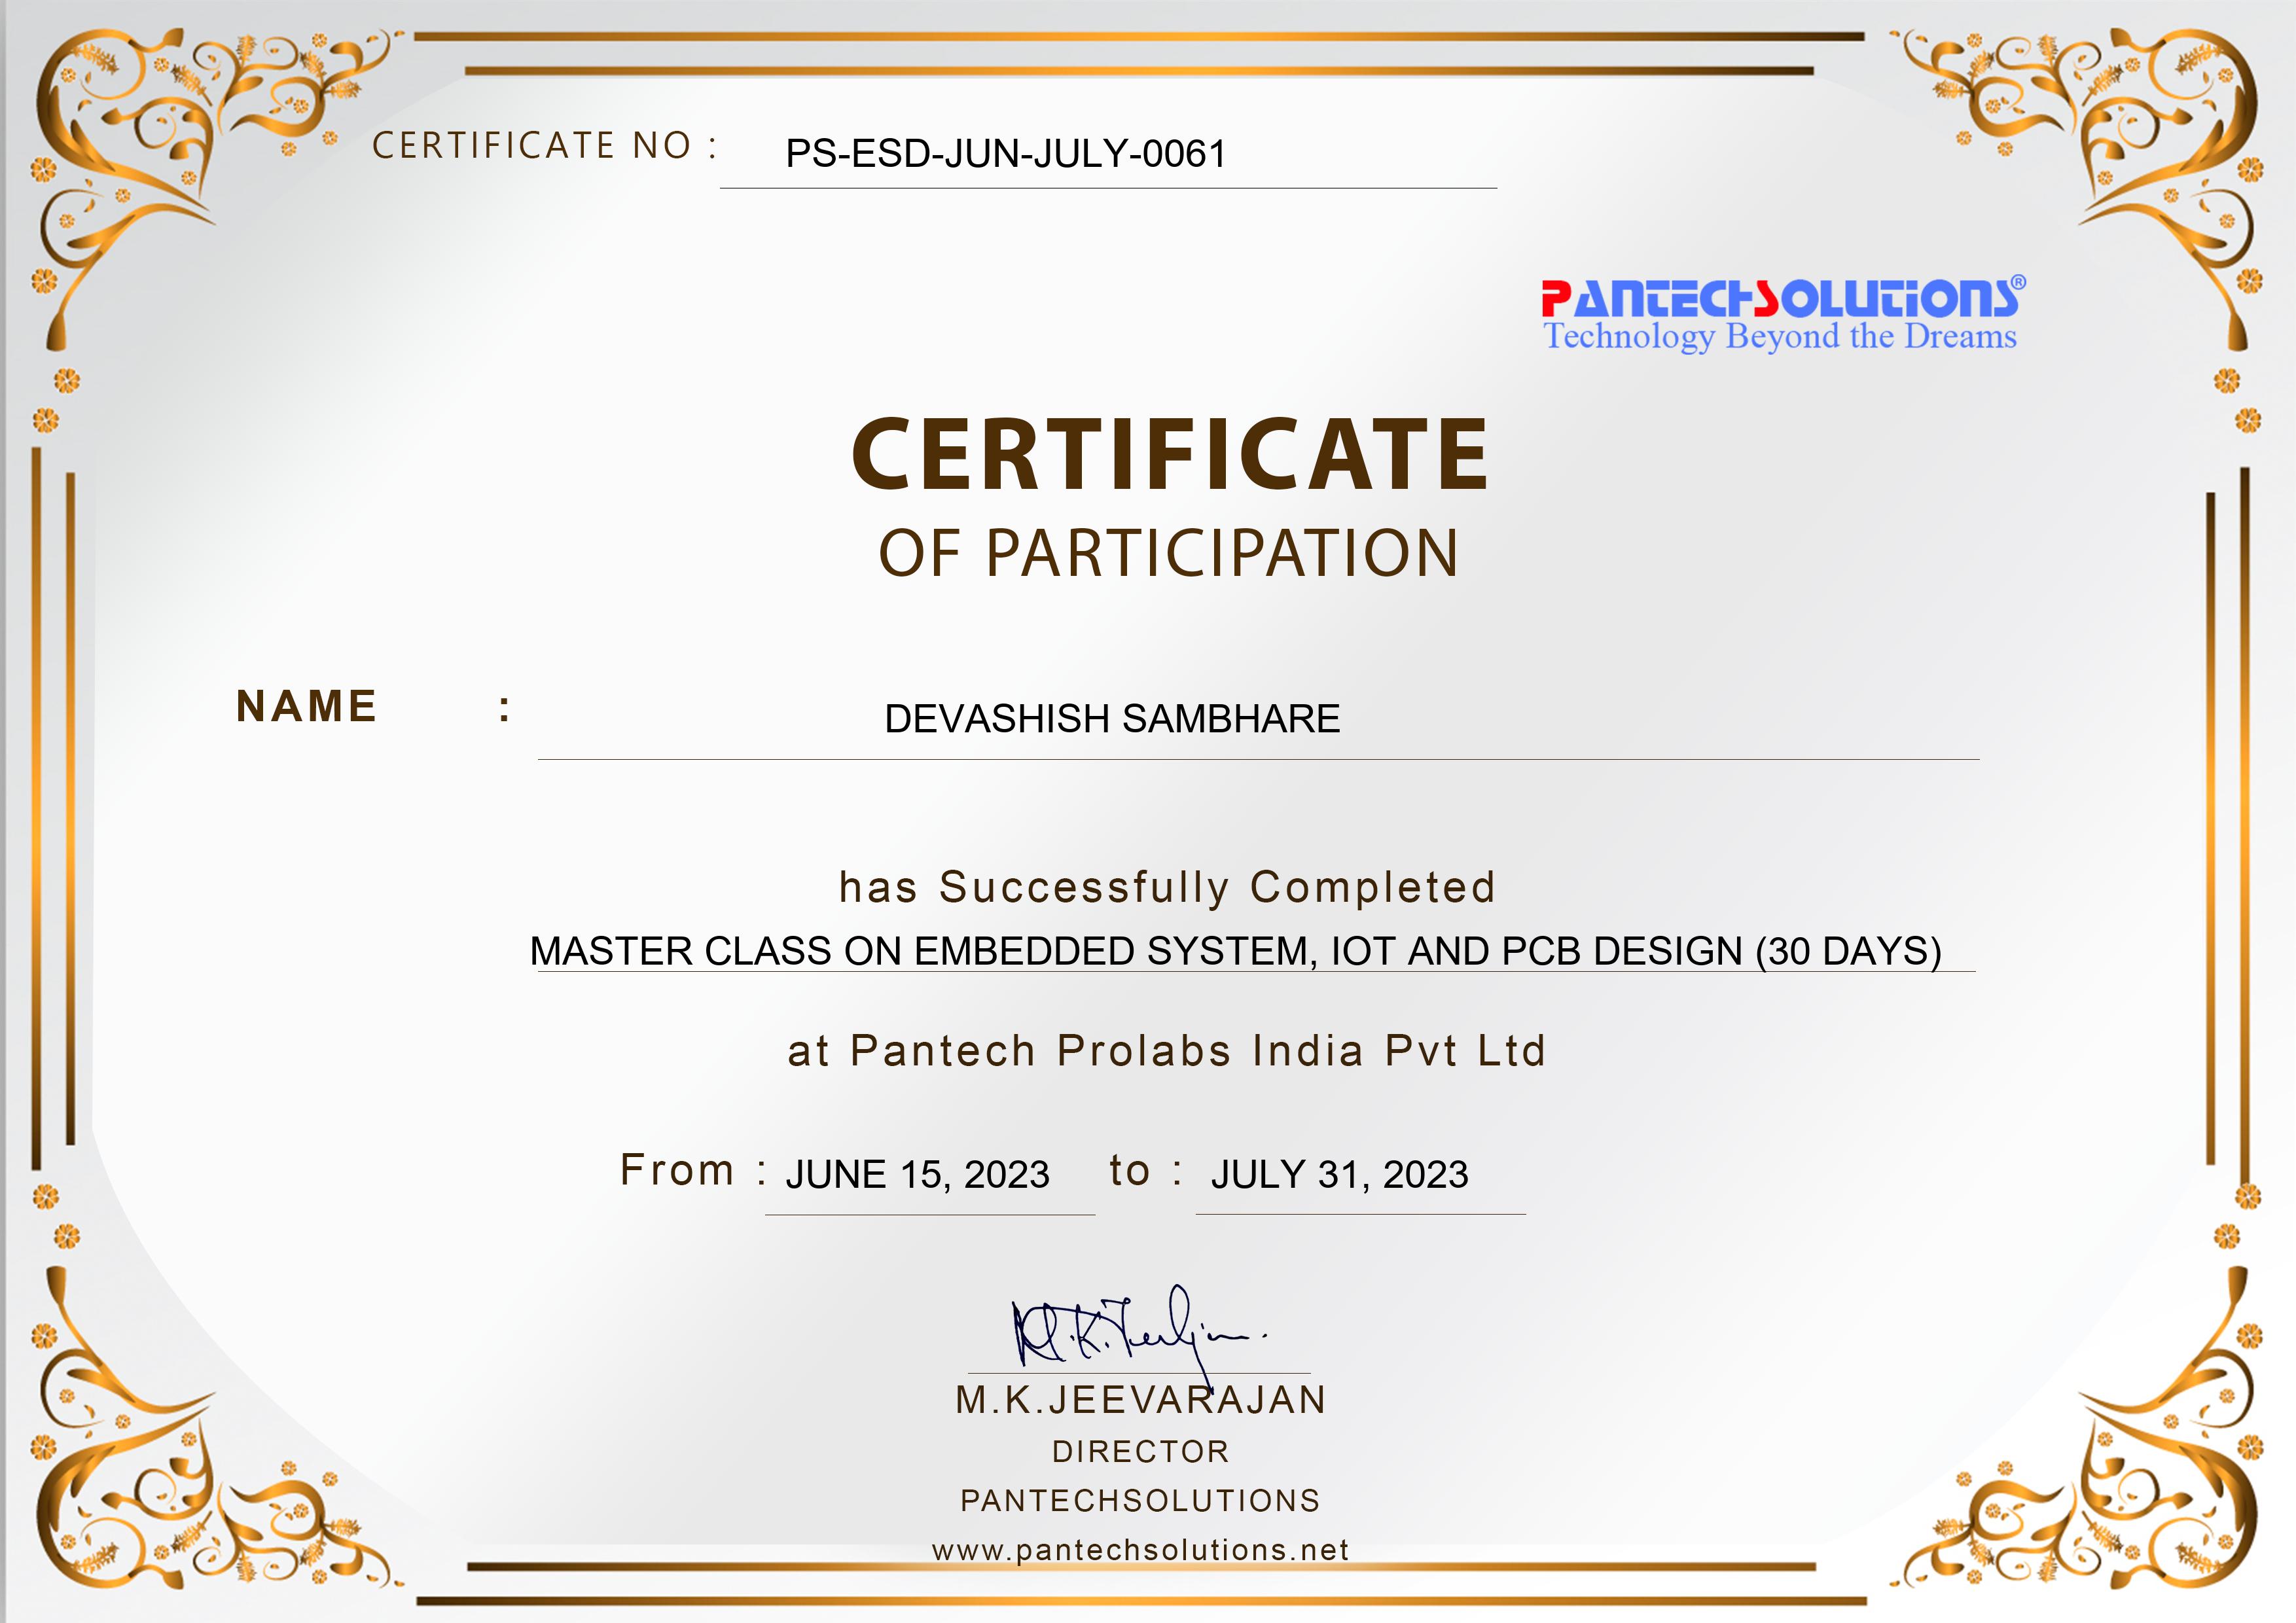 CERTIFICATE NO : PS-ESD-JUN-JULY-0061
PANTECHSOLUTIONS®
Technology Beyond the Dreams
CERTIFICATE
OF PARTICIPATION
NAME : DEVASHISH SAMBHARE
has Successfully Completed
MASTER CLASS ON EMBEDDED SYSTEM, IOT AND PCB DESIGN (30 DAYS)
at Pantech Prolabs India Pvt Ltd
From : JUNE 15, 2023 to : JULY 31, 2023
M.K.JEEVARAJAN
DIRECTOR
PANTECHSOLUTIONS
www.pantechsolutions.net